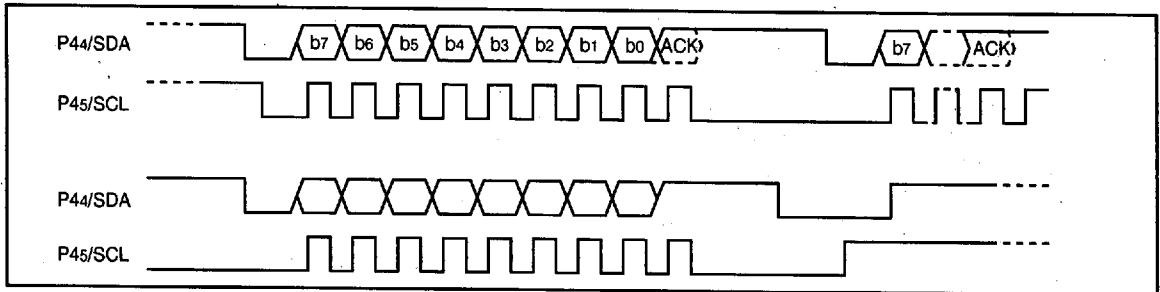 P44/SDA b7 b6 b5 b4 b3 b2 b1 b0 ACK b7 ACK
P45/SCL
P44/SDA
P45/SCL